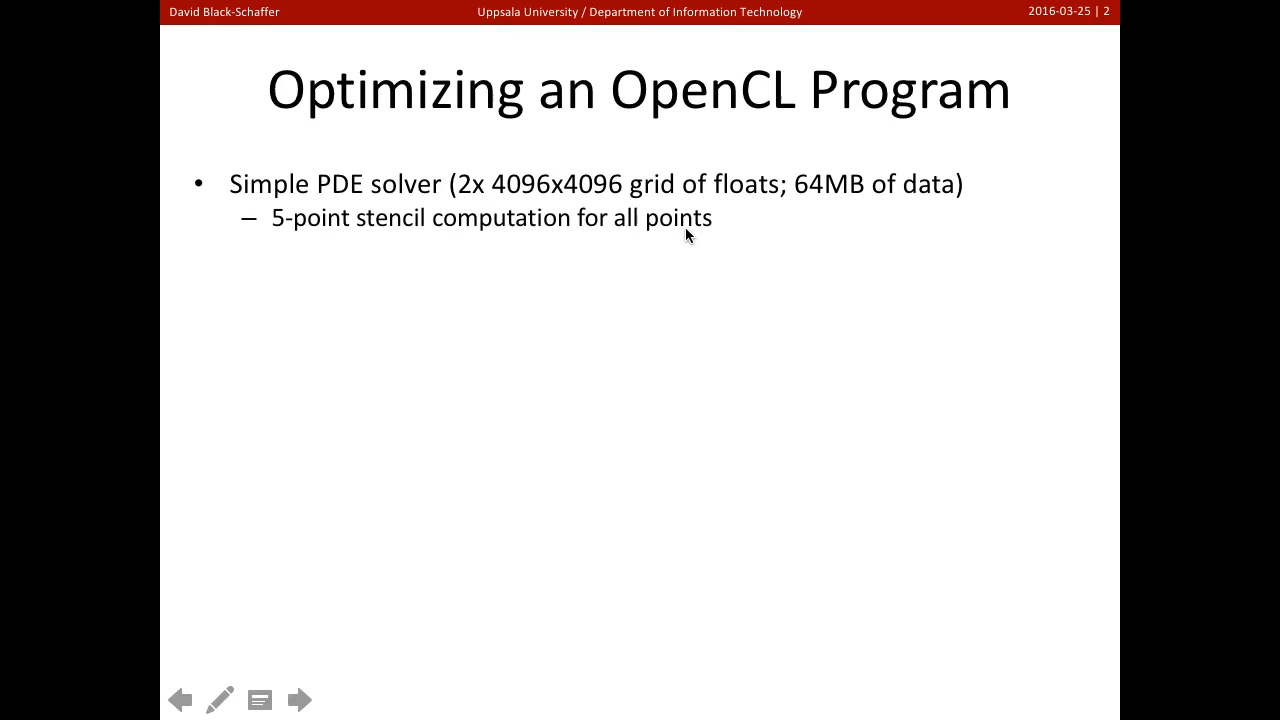 David Black-Schaffer
Uppsala University / Department of Information Technology
2016-03-25 | 2
Optimizing an OpenCL Program
• Simple PDE solver (2x 4096x4096 grid of floats; 64MB of data)
– 5-point stencil computation for all points